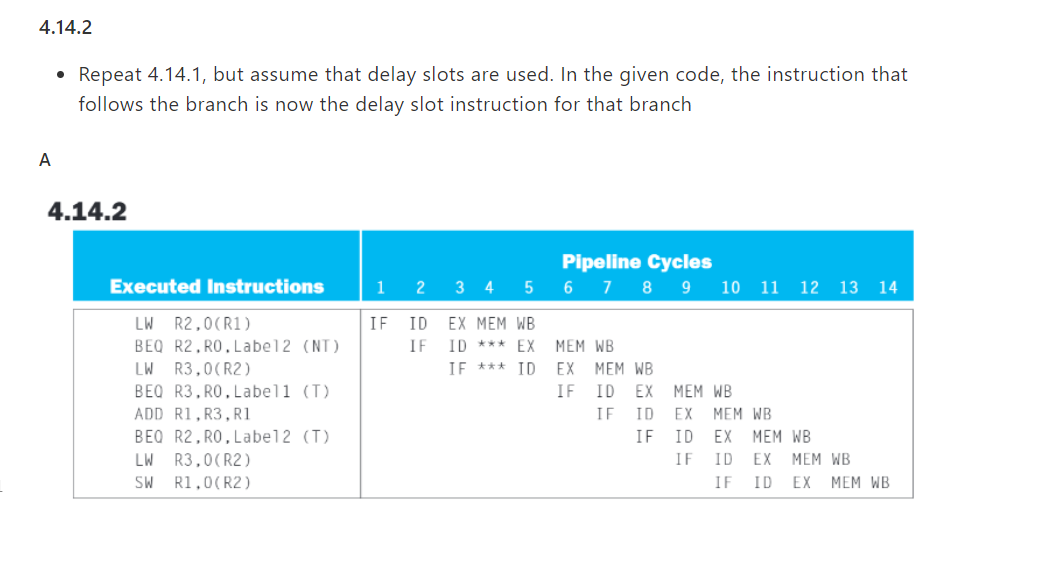 4.14.2
• Repeat 4.14.1, but assume that delay slots are used. In the given code, the instruction that
follows the branch is now the delay slot instruction for that branch
A
4.14.2
Pipeline Cycles
Executed Instructions 1 2 3 4 5 6 7 8 9 10 11 12 13 14
LW R2,0(R1) IF ID EX MEM WB
BEQ R2,R0,Label2 (NT) IF ID *** EX MEM WB
LW R3,0(R2) IF *** ID EX MEM WB
BEQ R3,R0,Label1 (T) IF ID EX MEM WB
ADD R1,R3,R1 IF ID EX MEM WB
BEQ R2,R0,Label2 (T) IF ID EX MEM WB
LW R3,0(R2) IF ID EX MEM WB
SW R1,0(R2) IF ID EX MEM WB